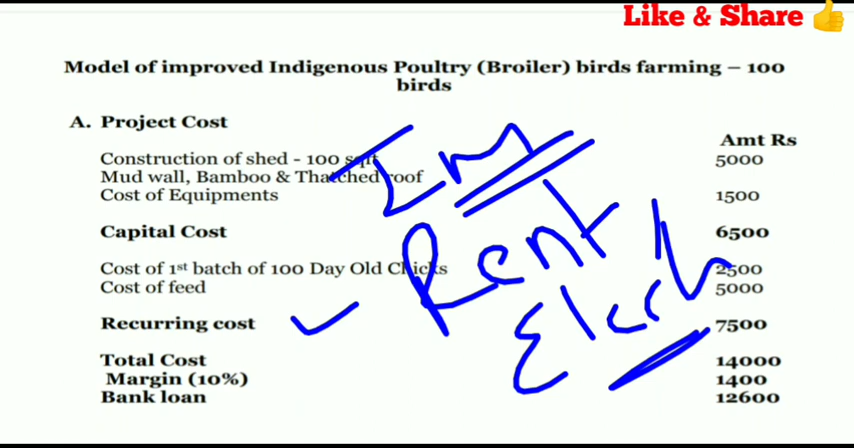 Like & Share 👍
Model of improved Indigenous Poultry (Broiler) birds farming – 100
birds
A. Project Cost
Amt Rs
Construction of shed - 100 sqft 5000
Mud wall, Bamboo & Thatched roof
Cost of Equipments 1500
Capital Cost 6500
Cost of 1st batch of 100 Day Old Chicks 2500
Cost of feed 5000
Recurring cost 7500
Total Cost 14000
Margin (10%) 1400
Bank loan 12600
Rent